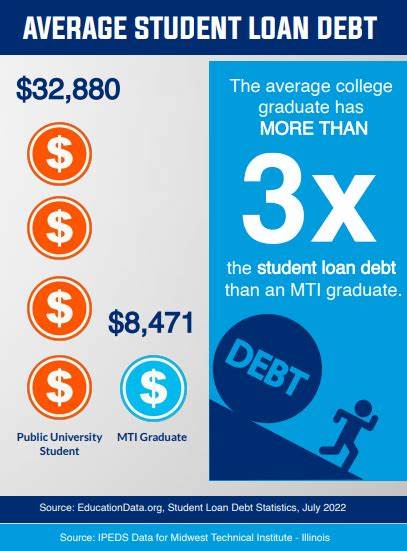 AVERAGE STUDENT LOAN DEBT
$32,880
$
$
$
$
Public University
Student
$8,471
$
MTI Graduate
The average college
graduate has
MORE THAN
3x
the student loan debt
than an MTI graduate.
DEBT
Source: EducationData.org, Student Loan Debt Statistics, July 2022
Source: IPEDS Data for Midwest Technical Institute - Illinois